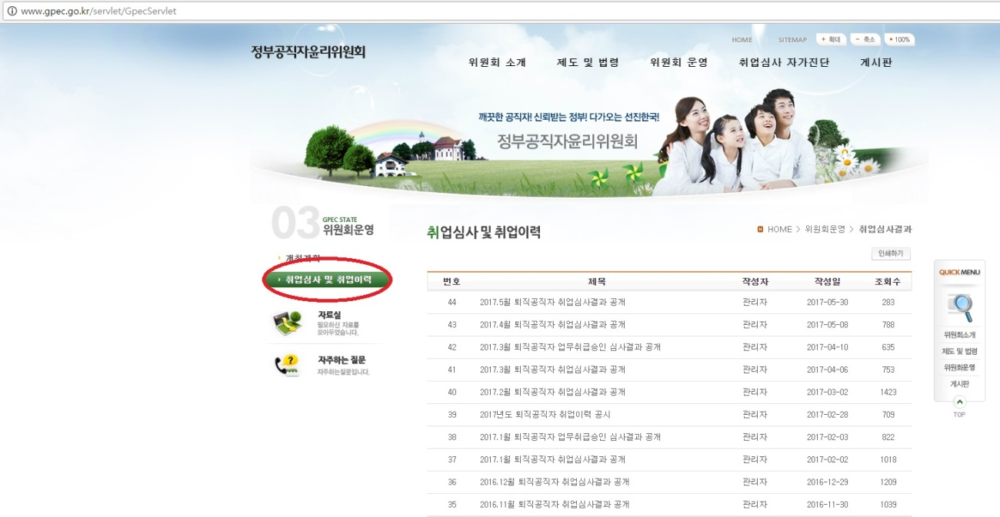 www.gpec.go.kr/servlet/GpecServlet
HOME SITEMAP + 확대 - 축소 • 100%
정부공직자윤리위원회
위원회 소개 제도 및 법령 위원회 운영 취업심사 자가진단 게시판
깨끗한 공직자! 신뢰받는 정부! 다가오는 선진한국!
정부공직자윤리위원회
03 GPEC STATE
위원회운영
개최계획
취업심사 및 취업이력
자료실
필요하신 자료를
모아두었습니다.
자주하는 질문
자주하는질문입니다.
취업심사 및 취업이력
HOME > 위원회운영 > 취업심사결과
인쇄하기
번호 제목 작성자 작성일 조회수
44 2017.5월 퇴직공직자 취업심사결과 공개 관리자 2017-05-30 283
43 2017.4월 퇴직공직자 취업심사결과 공개 관리자 2017-05-08 788
42 2017.3월 퇴직공직자 업무취급승인 심사결과 공개 관리자 2017-04-10 635
41 2017.3월 퇴직공직자 취업심사결과 공개 관리자 2017-04-06 753
40 2017.2월 퇴직공직자 취업심사결과 공개 관리자 2017-03-02 1423
39 2017년도 퇴직공직자 취업이력 공시 관리자 2017-02-28 709
38 2017.1월 퇴직공직자 업무취급승인 심사결과 공개 관리자 2017-02-03 822
37 2017.1월 퇴직공직자 취업심사결과 공개 관리자 2017-02-02 1018
36 2016.12월 퇴직공직자 취업심사결과 공개 관리자 2016-12-29 1209
35 2016.11월 퇴직공직자 취업심사결과 공개 관리자 2016-11-30 1039
QUICK MENU
위원회소개
제도 및 법령
위원회운영
게시판
TOP